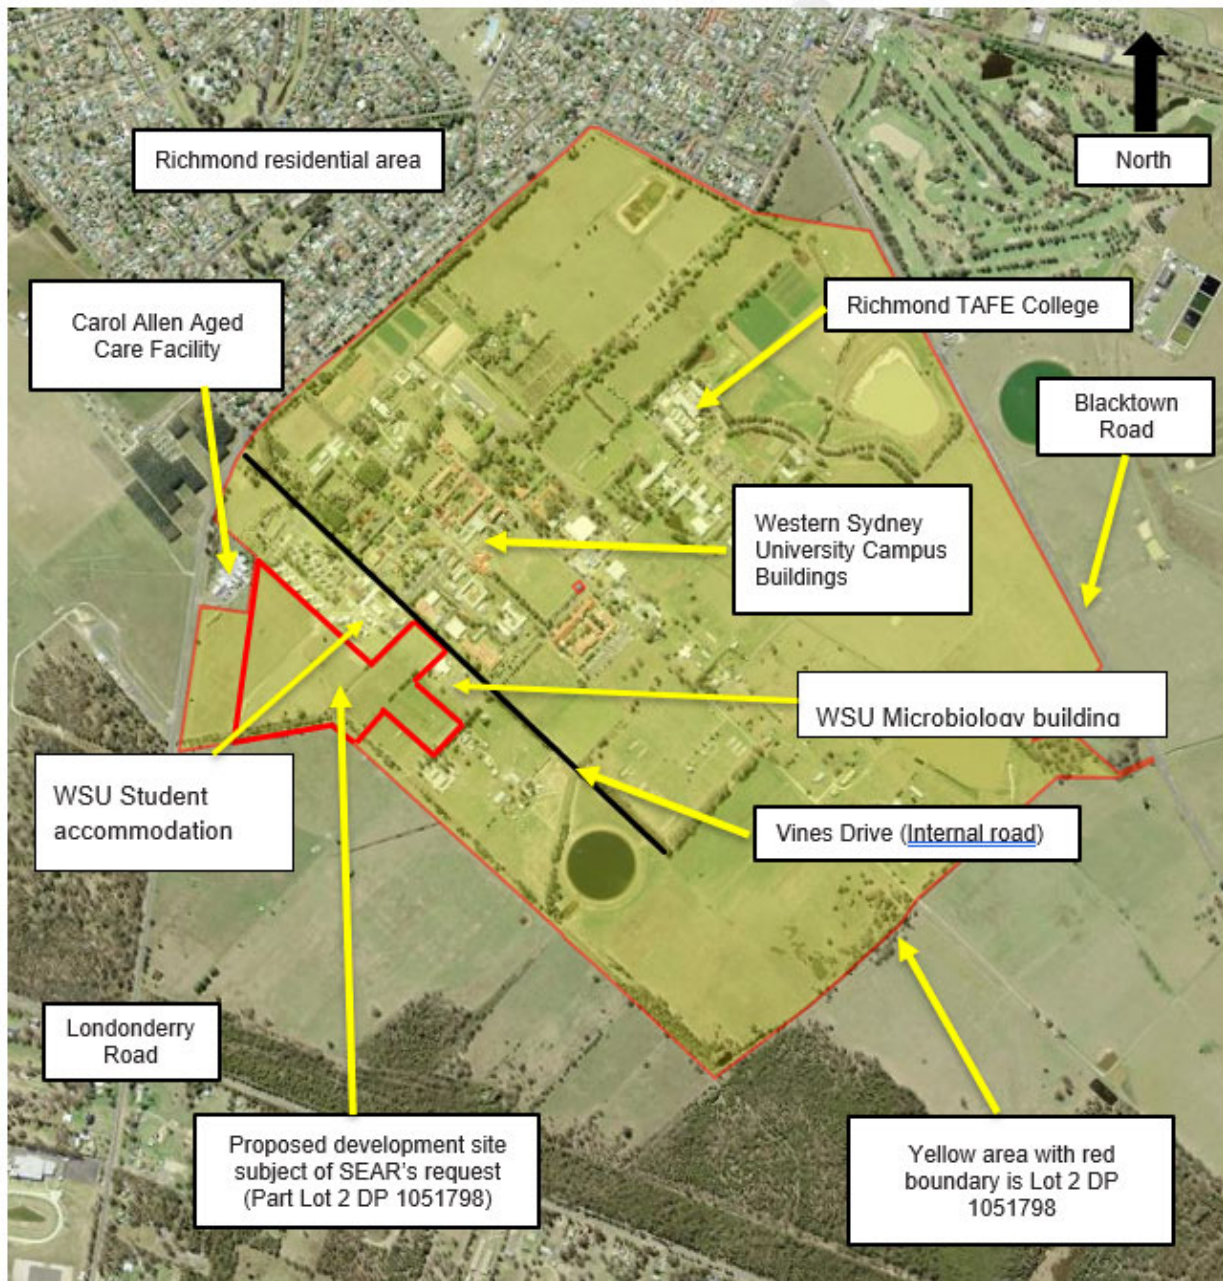 Richmond residential area
North
Carol Allen Aged
Care Facility
Richmond TAFE College
Blacktown
Road
Western Sydney
University Campus
Buildings
WSU Microbiology building
WSU Student
accommodation
Vines Drive (Internal road)
Londonderry
Road
Proposed development site
subject of SEAR's request
(Part Lot 2 DP 1051798)
Yellow area with red
boundary is Lot 2 DP
1051798